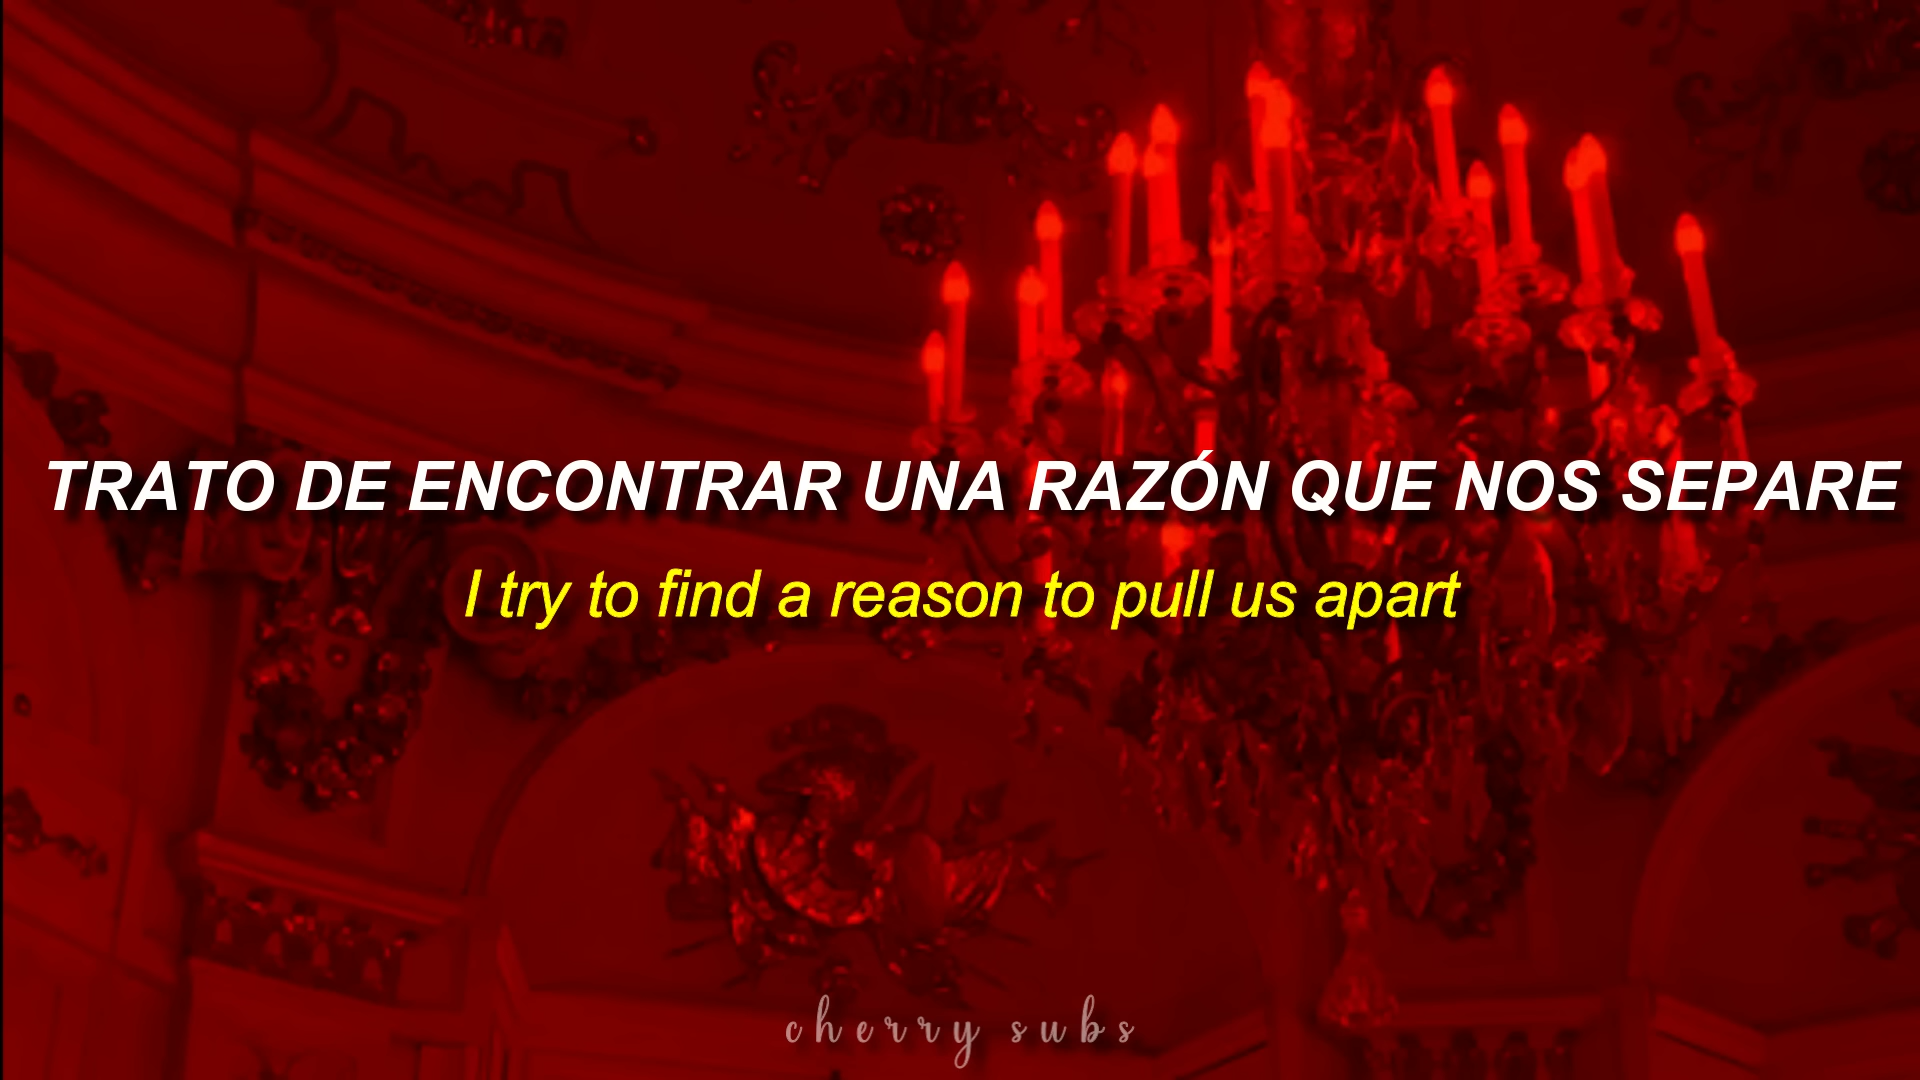 TRATO DE ENCONTRAR UNA RAZÓN QUE NOS SEPARE
I try to find a reason to pull us apart
cherry subs